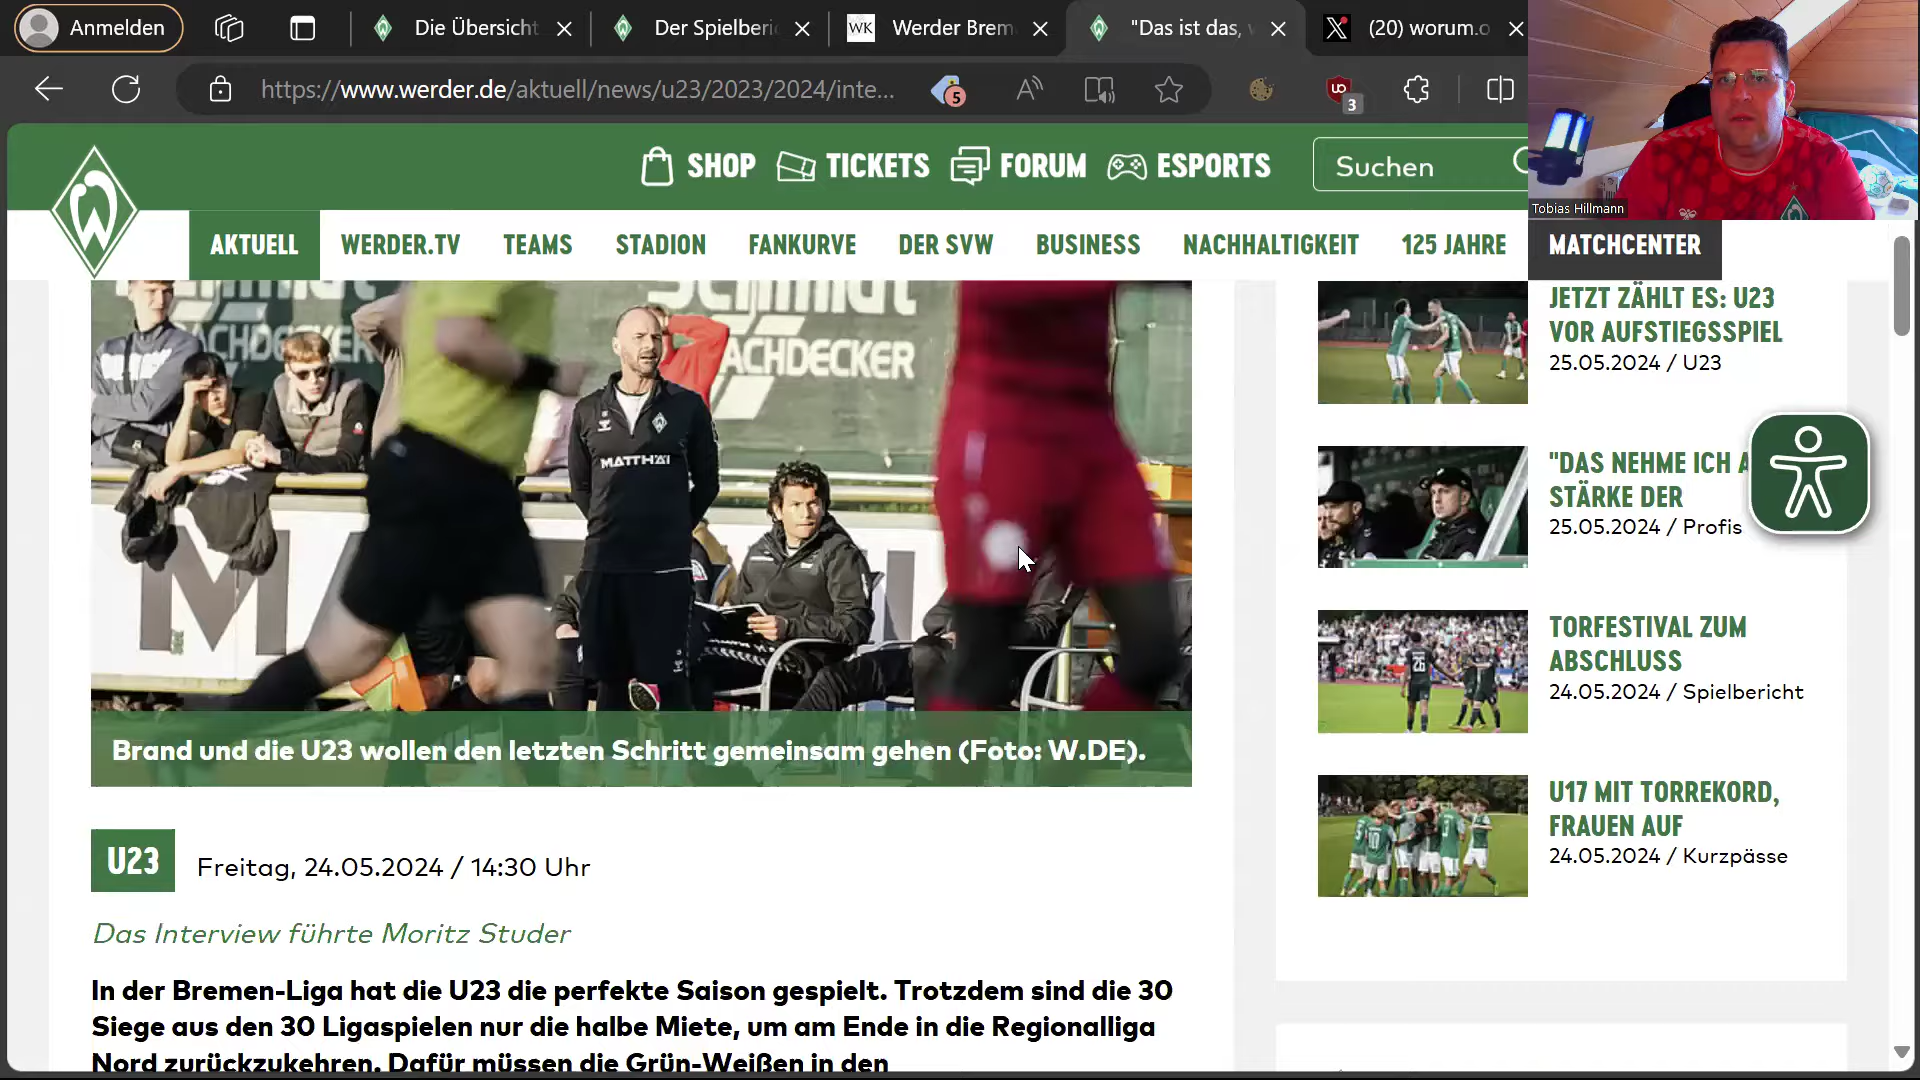 Anmelden
Die Übersicht
Der Spielberi
WK
Werder Brem
"Das ist das,
(20) worum.o
https://www.werder.de/aktuell/news/u23/2023/2024/inte...
5
3
SHOP
TICKETS
FORUM
ESPORTS
Suchen
Tobias Hillmann
AKTUELL
WERDER.TV
TEAMS
STADION
FANKURVE
DER SVW
BUSINESS
NACHHALTIGKEIT
125 JAHRE
MATCHCENTER
ACHDECKER
ACHDECKER
MATTHÄI
Brand und die U23 wollen den letzten Schritt gemeinsam gehen (Foto: W.DE).
U23
Freitag, 24.05.2024 / 14:30 Uhr
Das Interview führte Moritz Studer
In der Bremen-Liga hat die U23 die perfekte Saison gespielt. Trotzdem sind die 30
Siege aus den 30 Ligaspielen nur die halbe Miete, um am Ende in die Regionalliga
Nord zurückzukehren. Dafür müssen die Grün-Weißen in den
JETZT ZÄHLT ES: U23
VOR AUFSTIEGSSPIEL
25.05.2024 / U23
"DAS NEHME ICH A
STÄRKE DER
25.05.2024 / Profis
TORFESTIVAL ZUM
ABSCHLUSS
24.05.2024 / Spielbericht
U17 MIT TORREKORD,
FRAUEN AUF
24.05.2024 / Kurzpässe